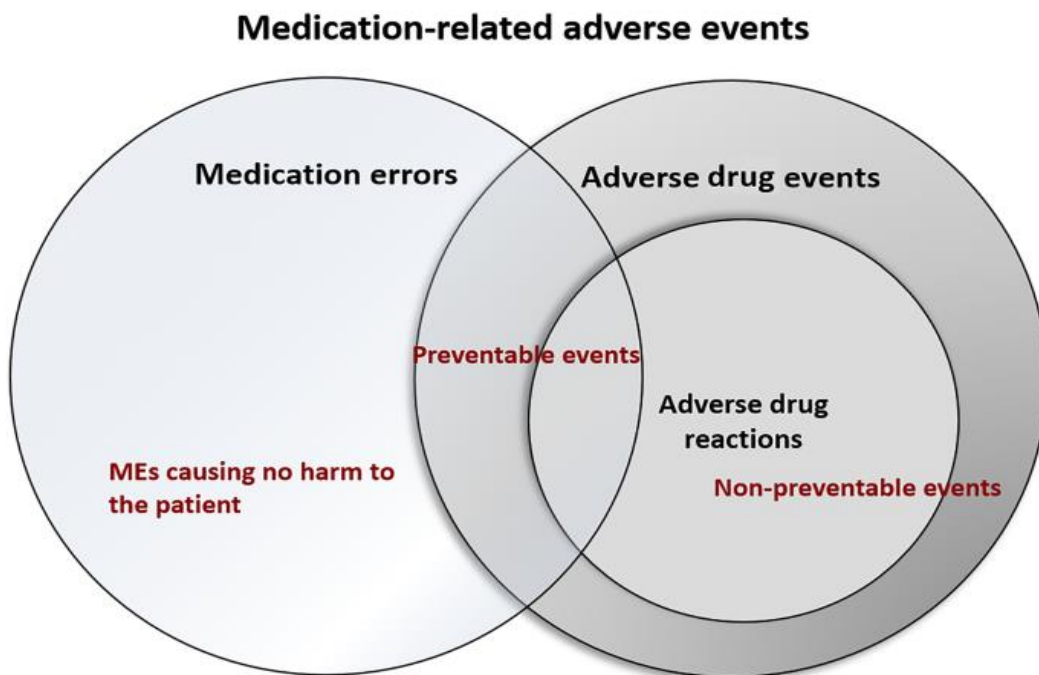 Medication-related adverse events
Medication errors
Adverse drug events
Preventable events
Adverse drug
reactions
MEs causing no harm to
the patient
Non-preventable events